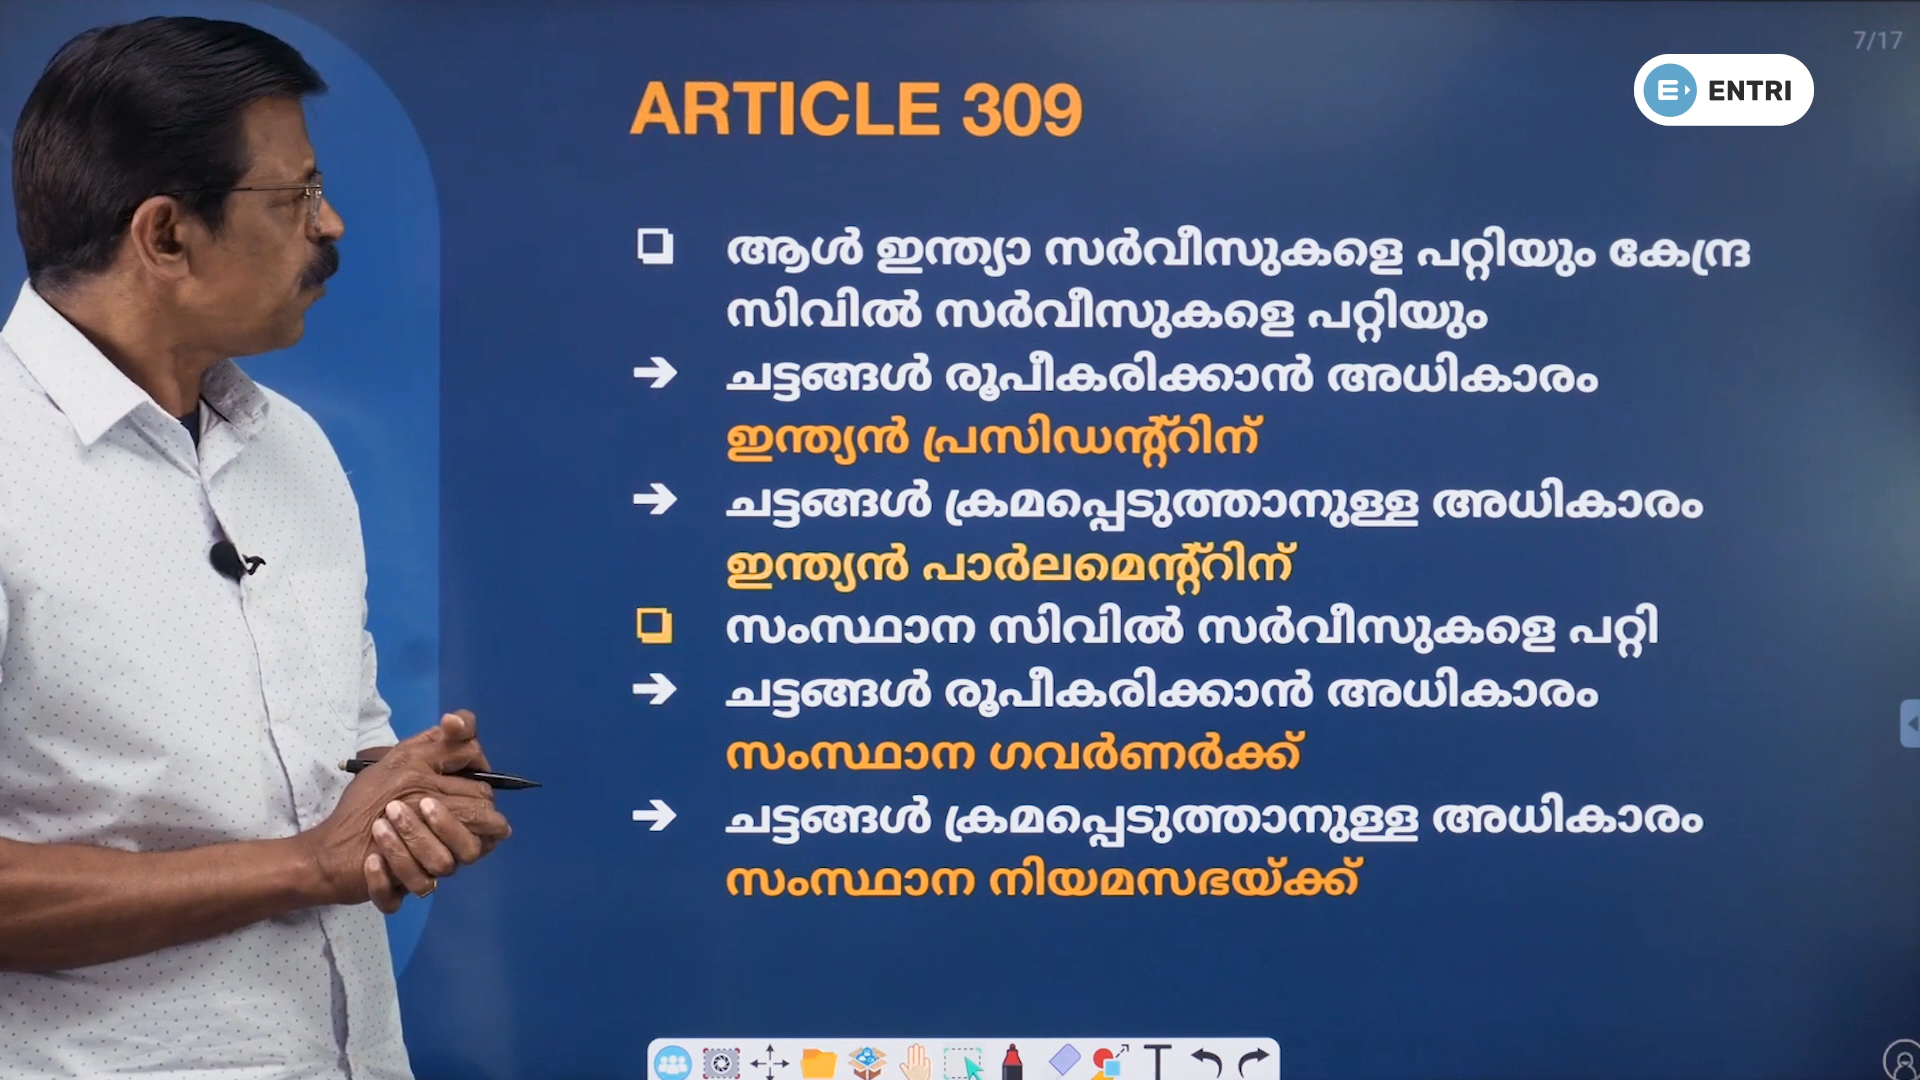 7/17
ENTRI
ARTICLE 309
ആൾ ഇന്ത്യാ സർവീസുകളെ പറ്റിയും കേന്ദ്ര
സിവിൽ സർവീസുകളെ പറ്റിയും
ചട്ടങ്ങൾ രൂപീകരിക്കാൻ അധികാരം
ഇന്ത്യൻ പ്രസിഡന്റ്റിന്
ചട്ടങ്ങൾ ക്രമപ്പെടുത്താനുള്ള അധികാരം
ഇന്ത്യൻ പാർലമെന്റ്റിന്
സംസ്ഥാന സിവിൽ സർവീസുകളെ പറ്റി
ചട്ടങ്ങൾ രൂപീകരിക്കാൻ അധികാരം
സംസ്ഥാന ഗവർണർക്ക്
ചട്ടങ്ങൾ ക്രമപ്പെടുത്താനുള്ള അധികാരം
സംസ്ഥാന നിയമസഭയ്ക്ക്